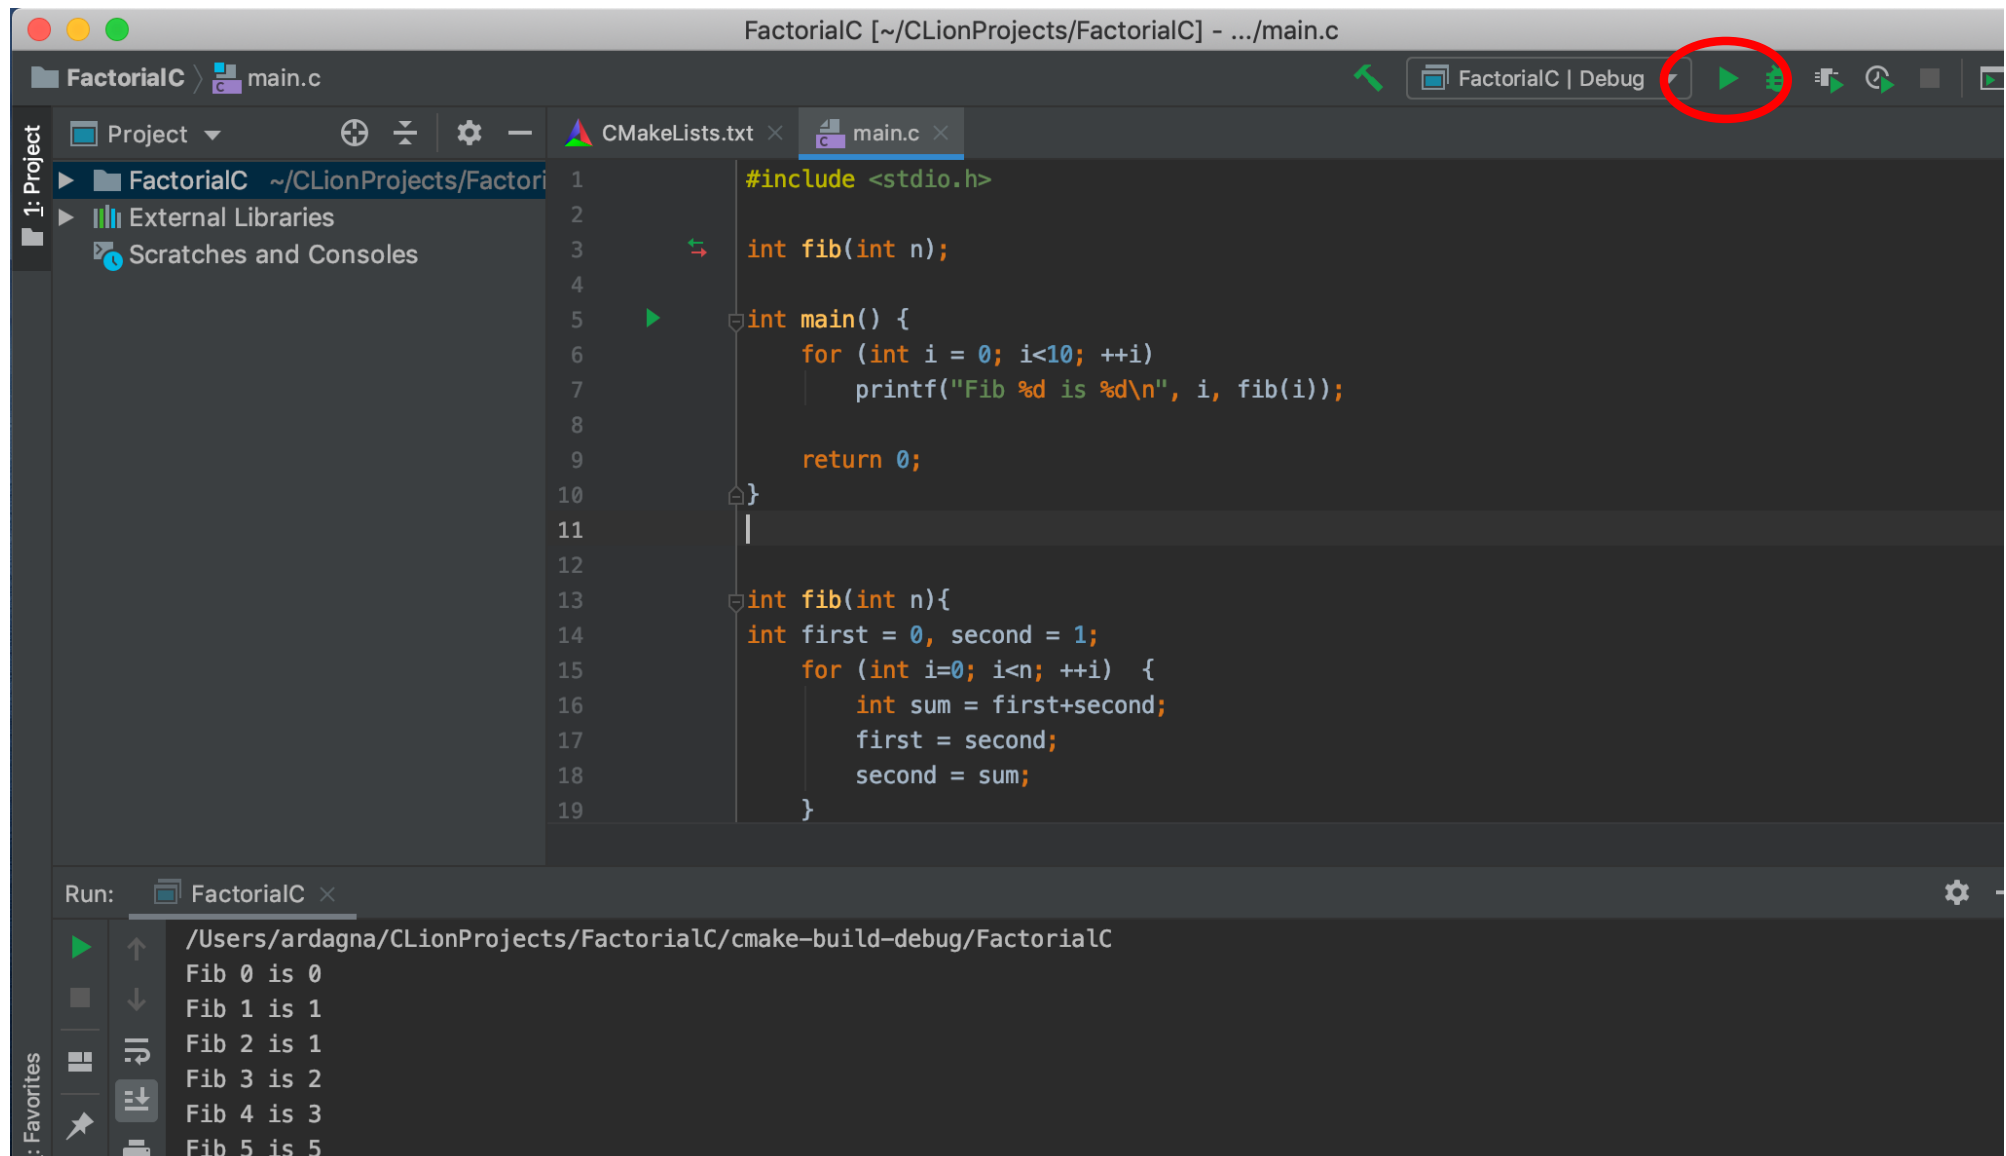 FactorialC [~/CLionProjects/FactorialC] - .../main.c
FactorialC main.c
FactorialC | Debug
1: Project
Project
CMakeLists.txt
main.c
FactorialC ~/CLionProjects/Factori
External Libraries
Scratches and Consoles
1 #include <stdio.h>
2
3 int fib(int n);
4
5 int main() {
6 for (int i = 0; i<10; ++i)
7 printf("Fib %d is %d\n", i, fib(i));
8
9 return 0;
10 }
11
12
13 int fib(int n){
14 int first = 0, second = 1;
15 for (int i=0; i<n; ++i) {
16 int sum = first+second;
17 first = second;
18 second = sum;
19 }
Run: FactorialC
/Users/ardagna/CLionProjects/FactorialC/cmake-build-debug/FactorialC
Fib 0 is 0
Fib 1 is 1
Fib 2 is 1
Fib 3 is 2
Fib 4 is 3
Fib 5 is 5
: Favorites